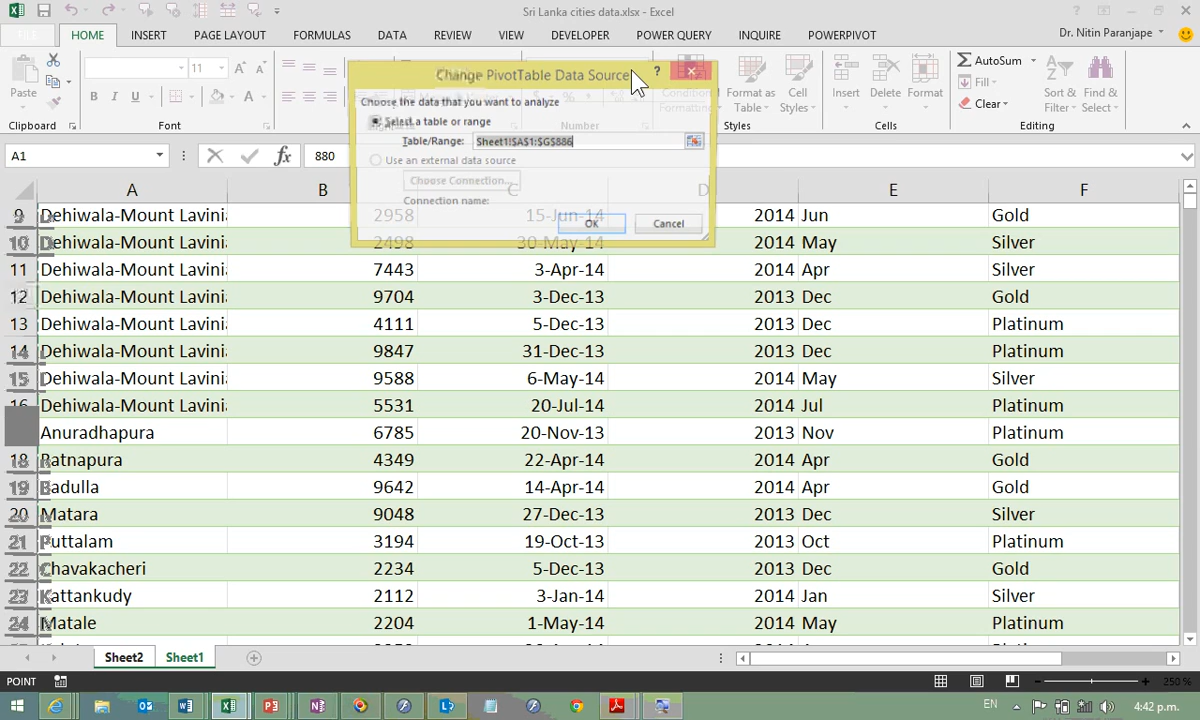 Sri Lanka cities data.xlsx - Excel
HOME INSERT PAGE LAYOUT FORMULAS DATA REVIEW VIEW DEVELOPER POWER QUERY INQUIRE POWERPIVOT Dr. Nitin Paranjape
11 A A AutoSum
Paste B I U A Format as Table Cell Styles Insert Delete Format Fill Clear Sort & Filter Find & Select
Clipboard Font Number Styles Cells Editing
Change PivotTable Data Source ?
Choose the data that you want to analyze
Select a table or range
Table/Range: Sheet1!$A$1:$G$886
Use an external data source
Choose Connection...
Connection name:
OK Cancel
A1 fx 880
A B C D E F
9 Dehiwala-Mount Lavini 2958 15-Jun-14 2014 Jun Gold
10 2498 30-May-14 2014 May Silver
11 Dehiwala-Mount Lavini 7443 3-Apr-14 2014 Apr Silver
12 Dehiwala-Mount Lavini 9704 3-Dec-13 2013 Dec Gold
13 Dehiwala-Mount Lavini 4111 5-Dec-13 2013 Dec Platinum
14 Dehiwala-Mount Lavini 9847 31-Dec-13 2013 Dec Platinum
15 Dehiwala-Mount Lavini 9588 6-May-14 2014 May Silver
16 Dehiwala-Mount Lavini 5531 20-Jul-14 2014 Jul Platinum
Anuradhapura 6785 20-Nov-13 2013 Nov Platinum
18 Ratnapura 4349 22-Apr-14 2014 Apr Gold
19 Badulla 9642 14-Apr-14 2014 Apr Gold
20 Matara 9048 27-Dec-13 2013 Dec Silver
21 Puttalam 3194 19-Oct-13 2013 Oct Platinum
22 Chavakacheri 2234 5-Dec-13 2013 Dec Gold
23 Kattankudy 2112 3-Jan-14 2014 Jan Silver
24 Matale 2204 1-May-14 2014 May Platinum
Sheet2 Sheet1
POINT 250 %
EN 4:42 p.m.